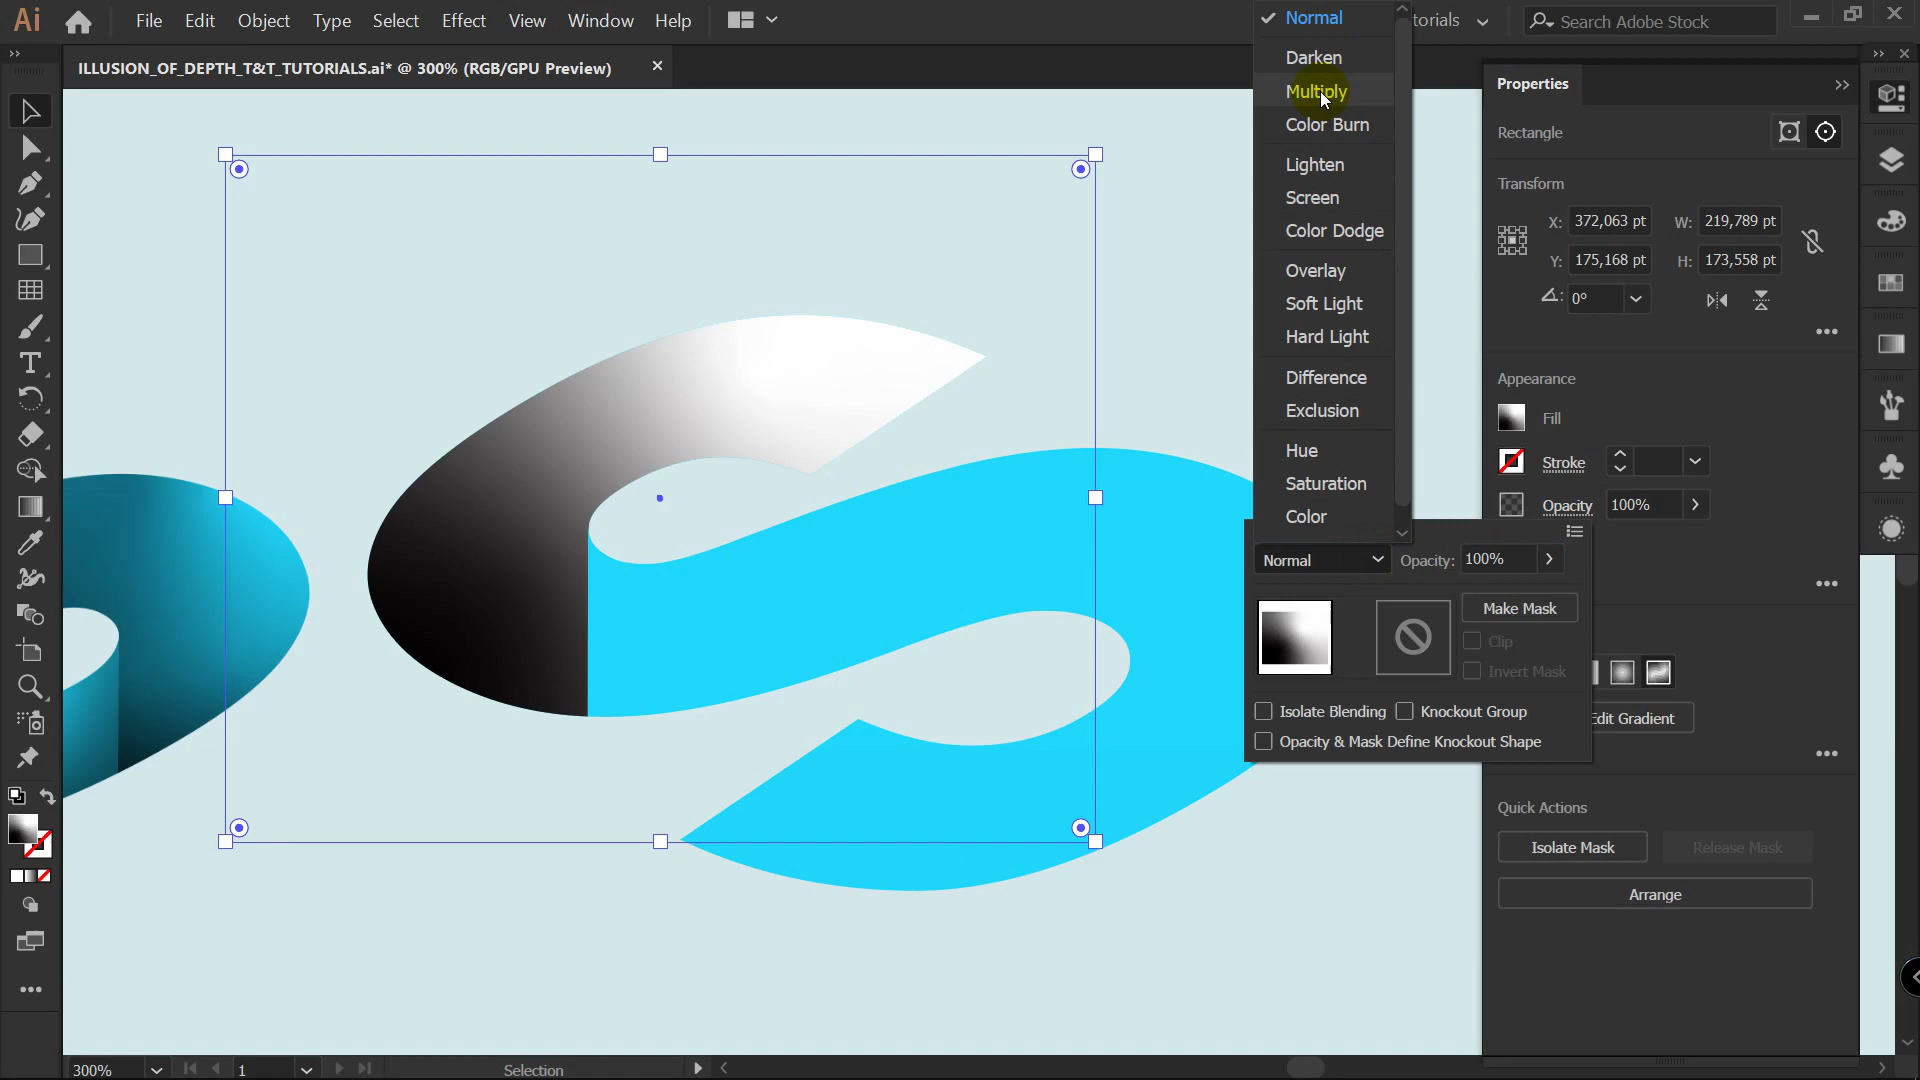 Ai File Edit Object Type Select Effect View Window Help
torials
Search Adobe Stock
ILLUSION_OF_DEPTH_T&T_TUTORIALS.ai* @ 300% (RGB/GPU Preview)
Normal
Darken
Multiply
Color Burn
Lighten
Screen
Color Dodge
Overlay
Soft Light
Hard Light
Difference
Exclusion
Hue
Saturation
Color
Normal
Opacity: 100%
Make Mask
Clip
Invert Mask
Isolate Blending
Knockout Group
Opacity & Mask Define Knockout Shape
Properties
Rectangle
Transform
X: 372,063 pt W: 219,789 pt
Y: 175,168 pt H: 173,558 pt
0°
Appearance
Fill
Stroke
Opacity 100%
Edit Gradient
Quick Actions
Isolate Mask
Release Mask
Arrange
300%
1
Selection